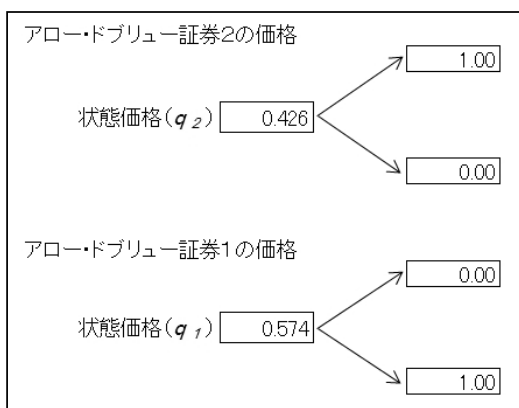 アロー・ドブリュー証券2の価格
1.00
状態価格(q 2) 0.426
0.00
アロー・ドブリュー証券1の価格
0.00
状態価格(q 1) 0.574
1.00